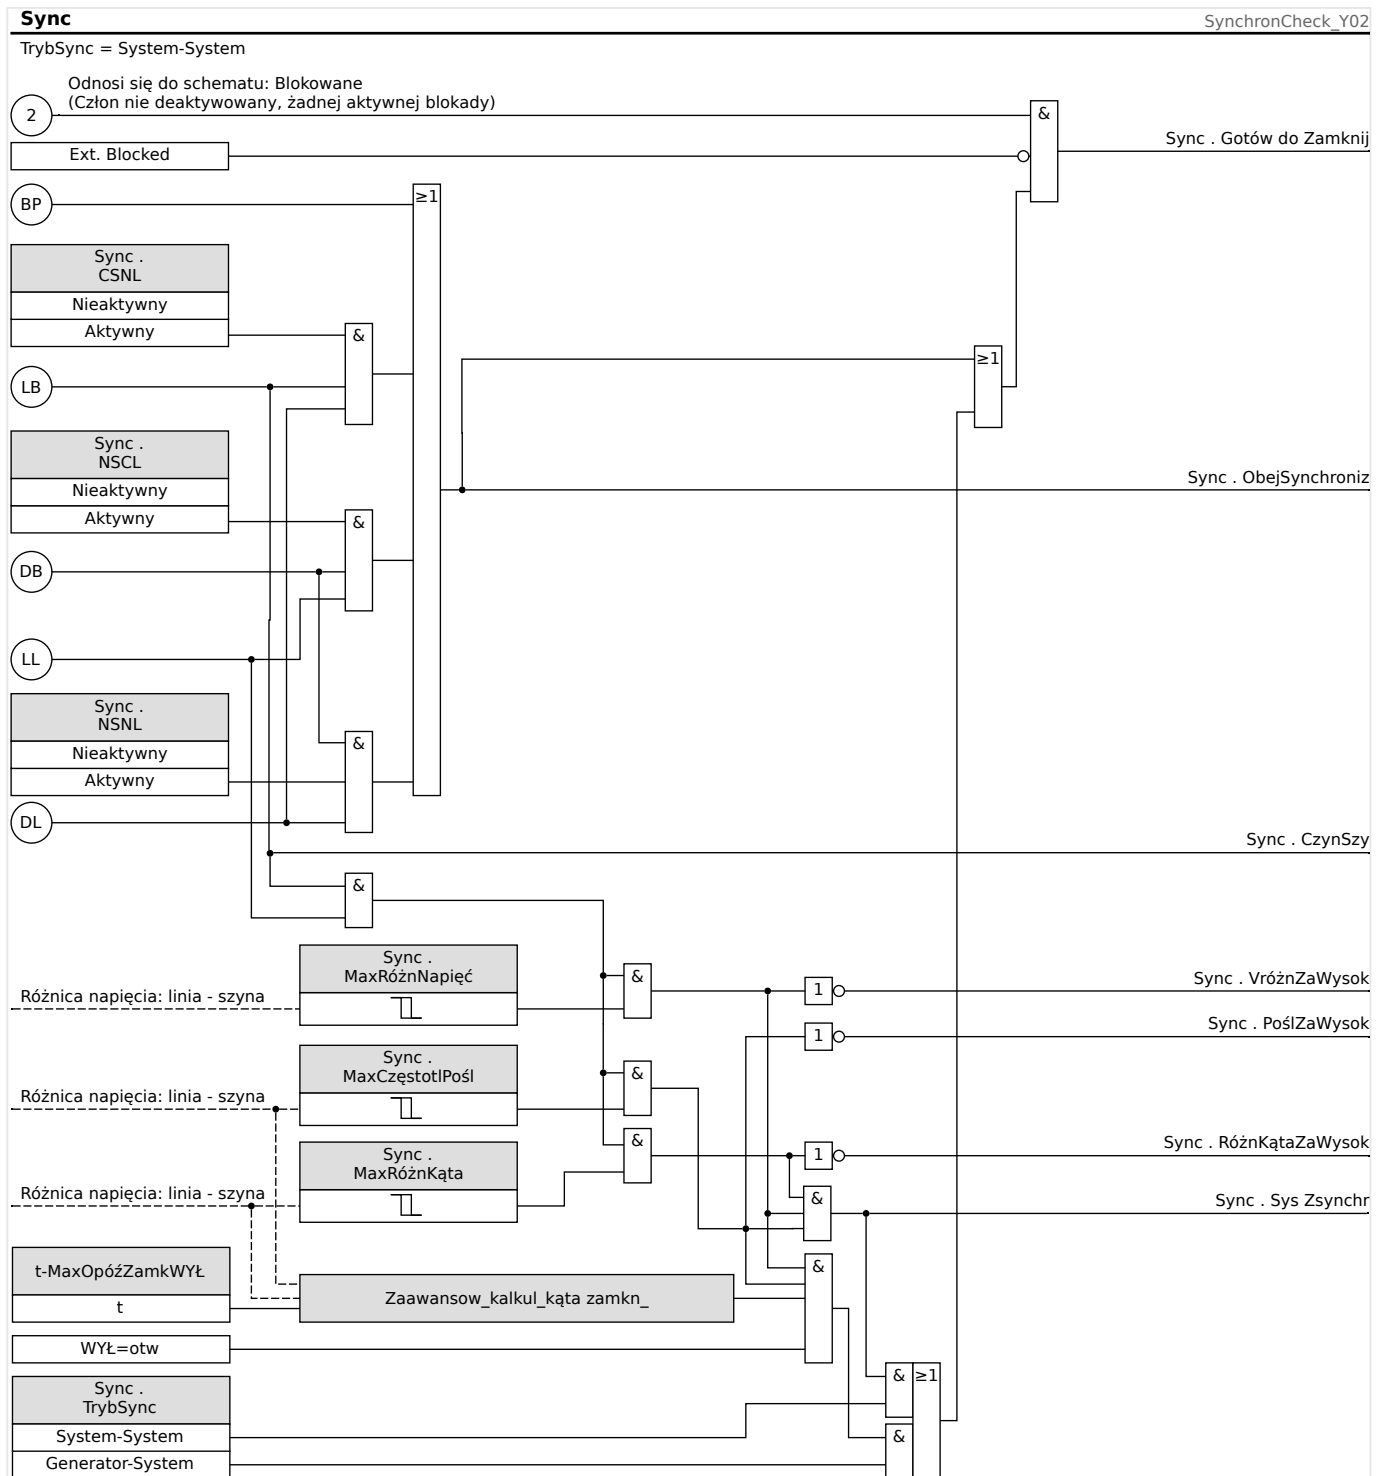 Sync
SynchronCheck_Y02
TrybSync = System-System
Odnosi się do schematu: Blokowane
(Człon nie deaktywowany, żadnej aktywnej blokady)
2
&
Sync . Gotów do Zamknij
Ext. Blocked
BP
≥1
Sync .
CSNL
Nieaktywny
Aktywny
&
≥1
LB
Sync .
NSCL
Nieaktywny
Aktywny
&
Sync . ObejSynchroniz
DB
LL
Sync .
NSNL
Nieaktywny
Aktywny
&
DL
Sync . CzynSzy
&
Sync .
MaxRóżnNapięć
Różnica napięcia: linia - szyna
&
1
Sync . VróżnZaWysok
1
Sync . PoślZaWysok
Sync .
MaxCzęstotlPośl
Różnica napięcia: linia - szyna
&
Sync .
MaxRóżnKąta
Różnica napięcia: linia - szyna
&
1
Sync . RóżnKątaZaWysok
&
Sync . Sys Zsynchr
t-MaxOpóźZamkWYŁ
t
Zaawansow_kalkul_kąta zamkn_
&
WYŁ=otw
Sync .
TrybSync
System-System
Generator-System
&
≥1
&